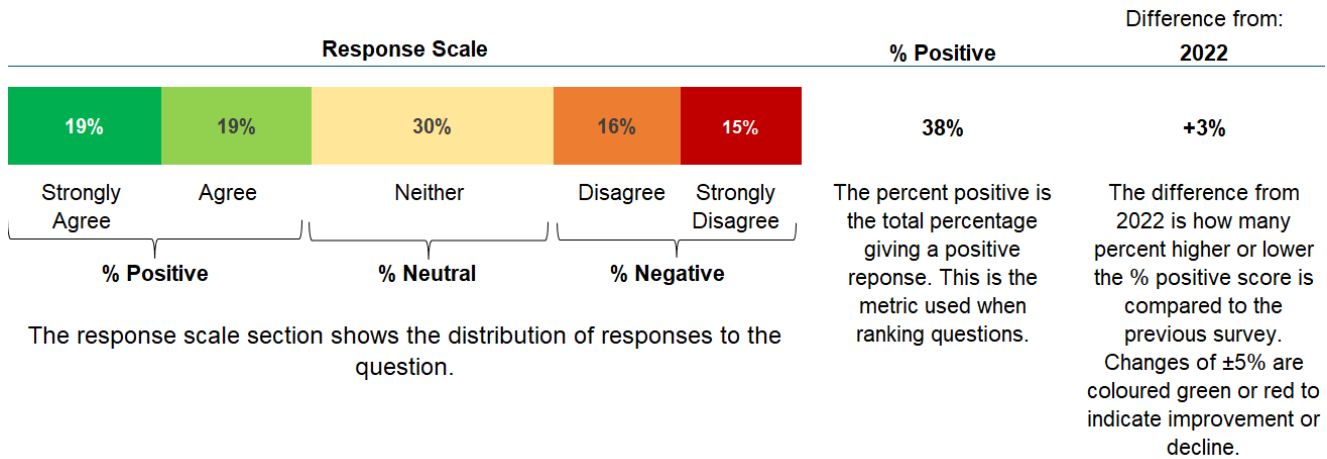 Difference from:
Response Scale
% Positive
2022
19%
19%
30%
16%
15%
38%
+3%
Strongly
Agree
Agree
Neither
Disagree
Strongly
Disagree
% Positive
% Neutral
% Negative
The response scale section shows the distribution of responses to the
question.
The percent positive is
the total percentage
giving a positive
reponse. This is the
metric used when
ranking questions.
The difference from
2022 is how many
percent higher or lower
the % positive score is
compared to the
previous survey.
Changes of ±5% are
coloured green or red to
indicate improvement or
decline.